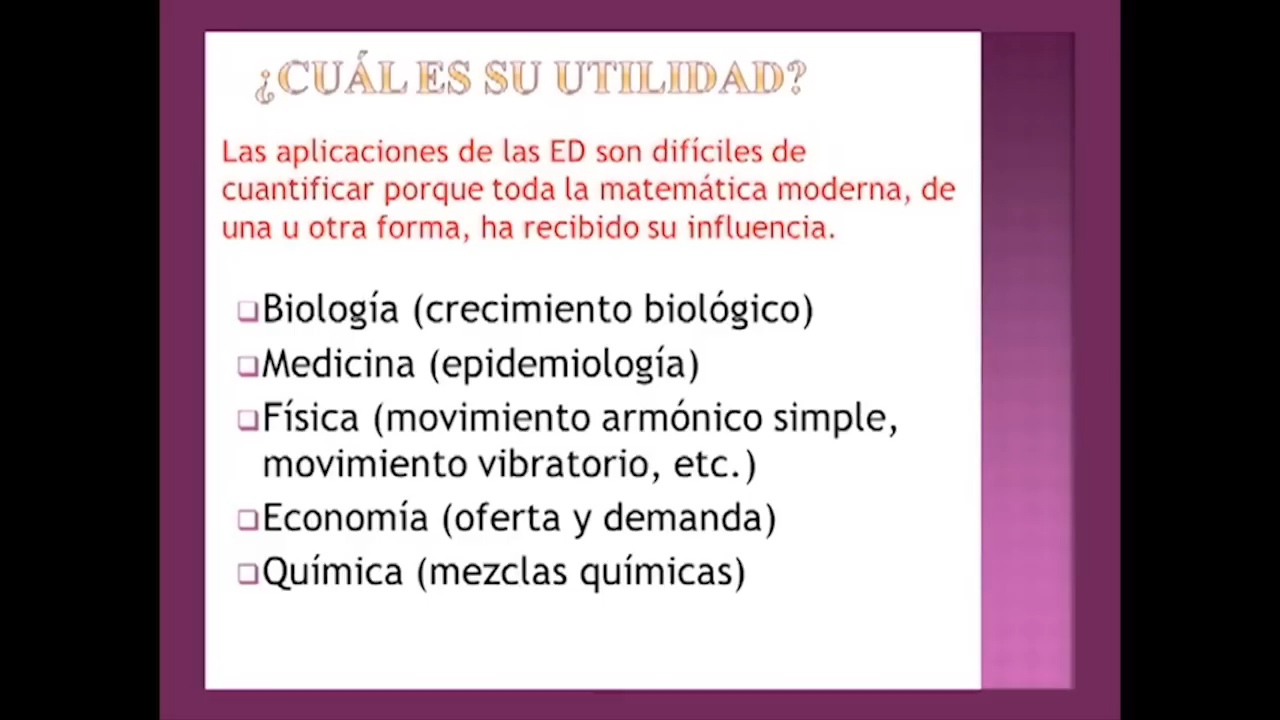 ¿CUÁL ES SU UTILIDAD?
Las aplicaciones de las ED son difíciles de
cuantificar porque toda la matemática moderna, de
una u otra forma, ha recibido su influencia.
❑Biología (crecimiento biológico)
❑Medicina (epidemiología)
❑Física (movimiento armónico simple,
movimiento vibratorio, etc.)
❑Economía (oferta y demanda)
❑Química (mezclas químicas)